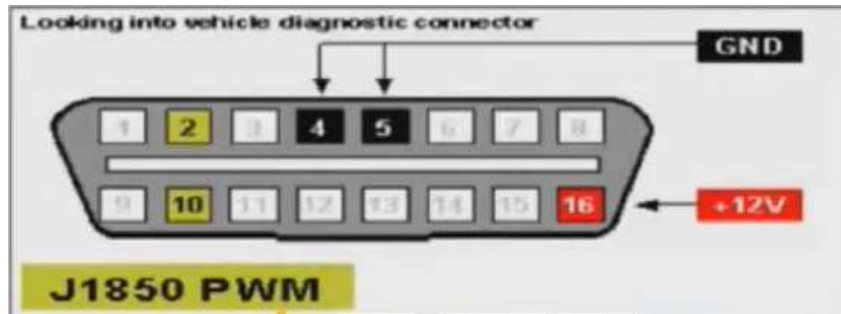 Looking into vehicle diagnostic connector
GND
1 2 3 4 5 6 7 8
9 10 11 12 13 14 15 16
+12V
J1850 PWM